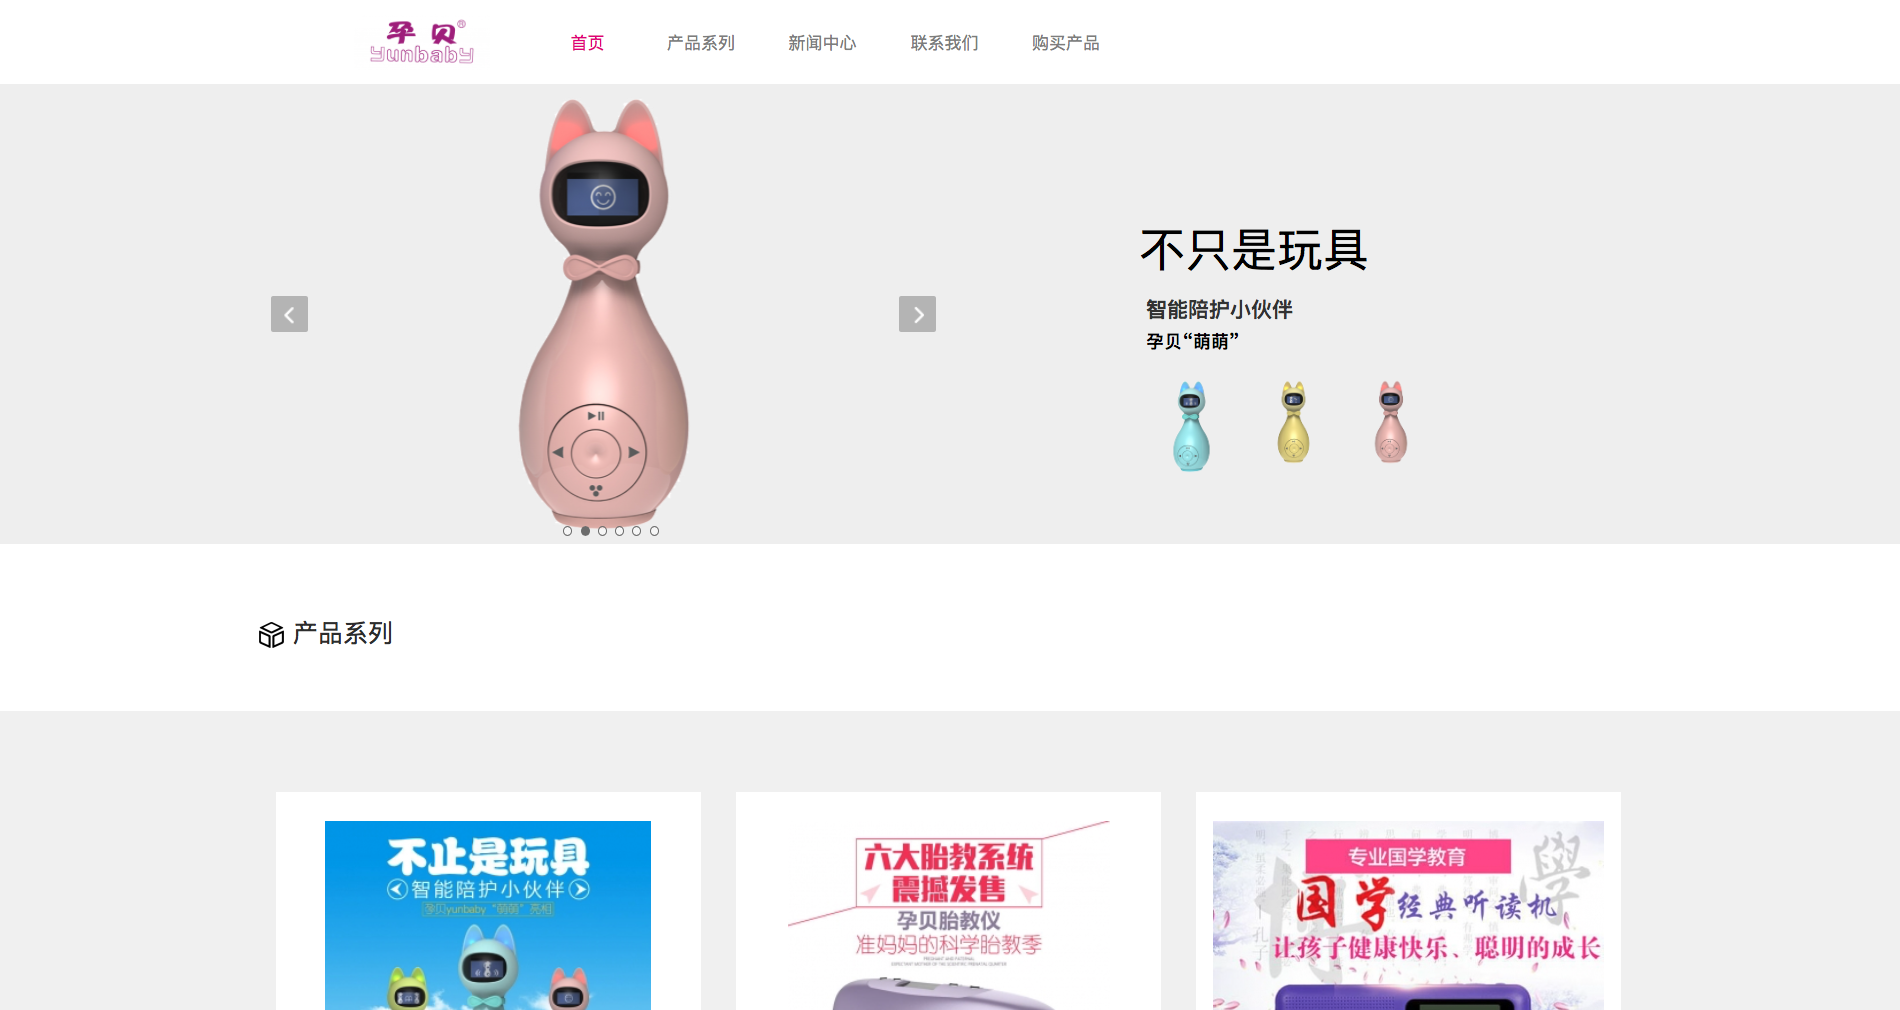 孕贝®
yunbaby
首页
产品系列
新闻中心
联系我们
购买产品
不只是玩具
智能陪护小伙伴
孕贝“萌萌”
产品系列
不止是玩具
智能陪护小伙伴
孕贝yunbaby “萌萌” 亮相
六大胎教系统
震撼发售
孕贝胎教仪
准妈妈的科学胎教季
专业国学教育
国学经典听读机
让孩子健康快乐、聪明的成长